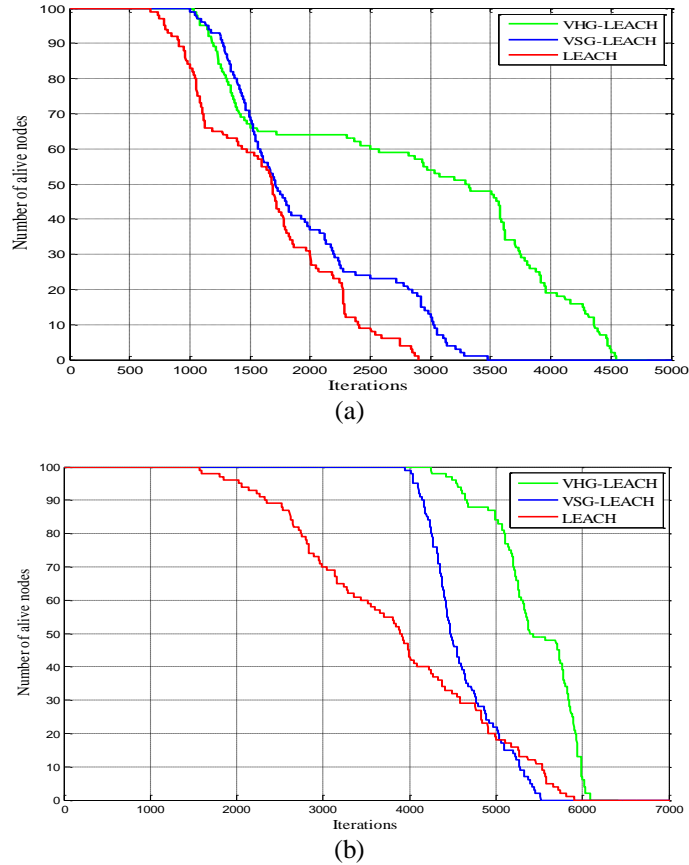 100
90
80
70
60
50
40
30
20
10
0
Number of alive nodes
VHG-LEACH
VSG-LEACH
LEACH
0 500 1000 1500 2000 2500 3000 3500 4000 4500 5000
Iterations
(a)
100
90
80
70
60
50
40
30
20
10
0
Number of alive nodes
VHG-LEACH
VSG-LEACH
LEACH
0 1000 2000 3000 4000 5000 6000 7000
Iterations
(b)